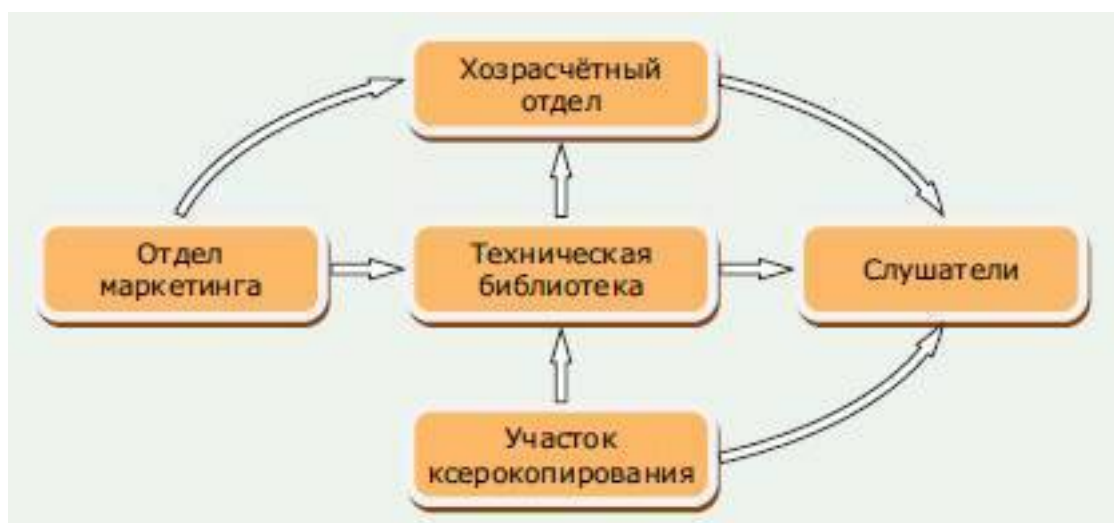 Хозрасчётный
отдел
Отдел
маркетинга
Техническая
библиотека
Слушатели
Участок
ксерокопирования